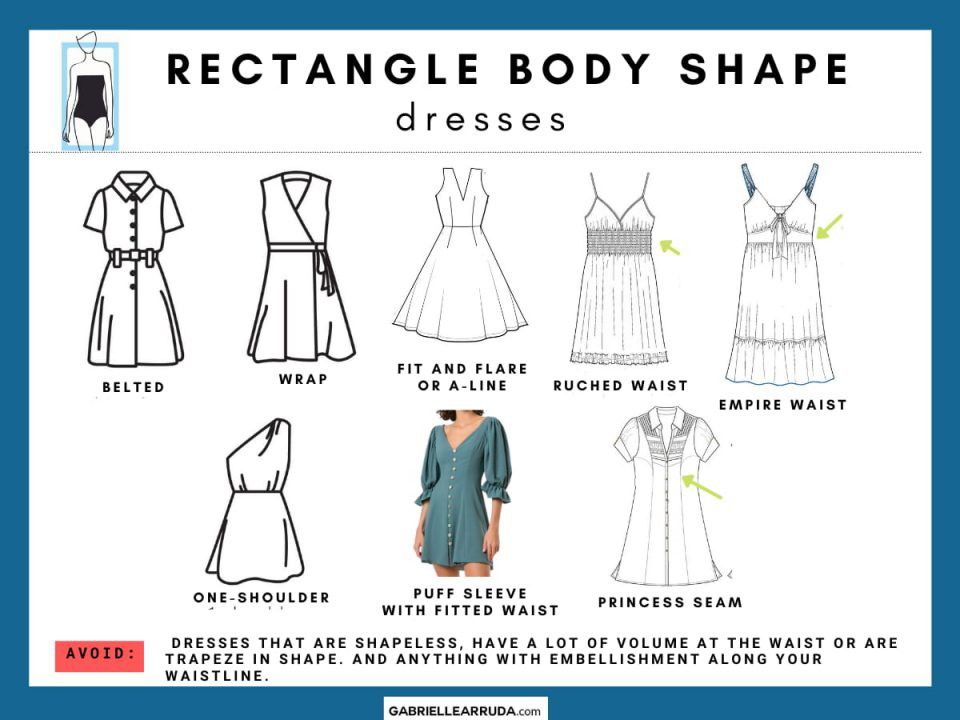 RECTANGLE BODY SHAPE
dresses
BELTED
WRAP
FIT AND FLARE
OR A-LINE
RUCHED WAIST
EMPIRE WAIST
ONE-SHOULDER
PUFF SLEEVE
WITH FITTED WAIST
PRINCESS SEAM
AVOID:
DRESSES THAT ARE SHAPELESS, HAVE A LOT OF VOLUME AT THE WAIST OR ARE
TRAPEZE IN SHAPE. AND ANYTHING WITH EMBELLISHMENT ALONG YOUR
WAISTLINE.
GABRIELLEARRUDA.com